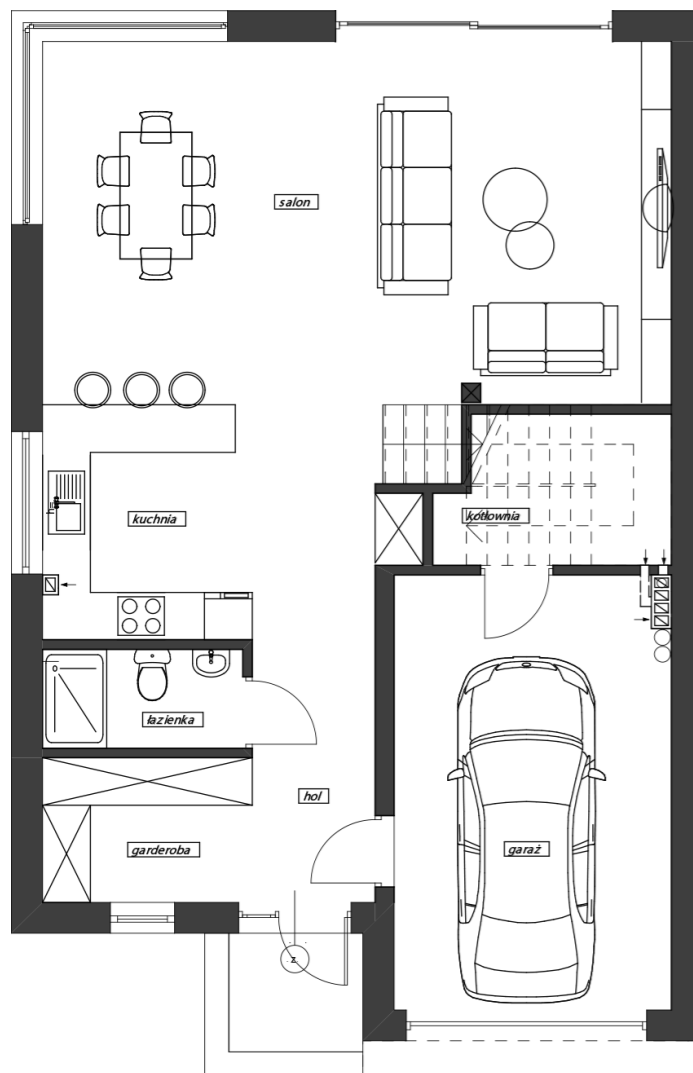 salon
kuchnia
kotłownia
łazienka
hol
garderoba
garaż
z